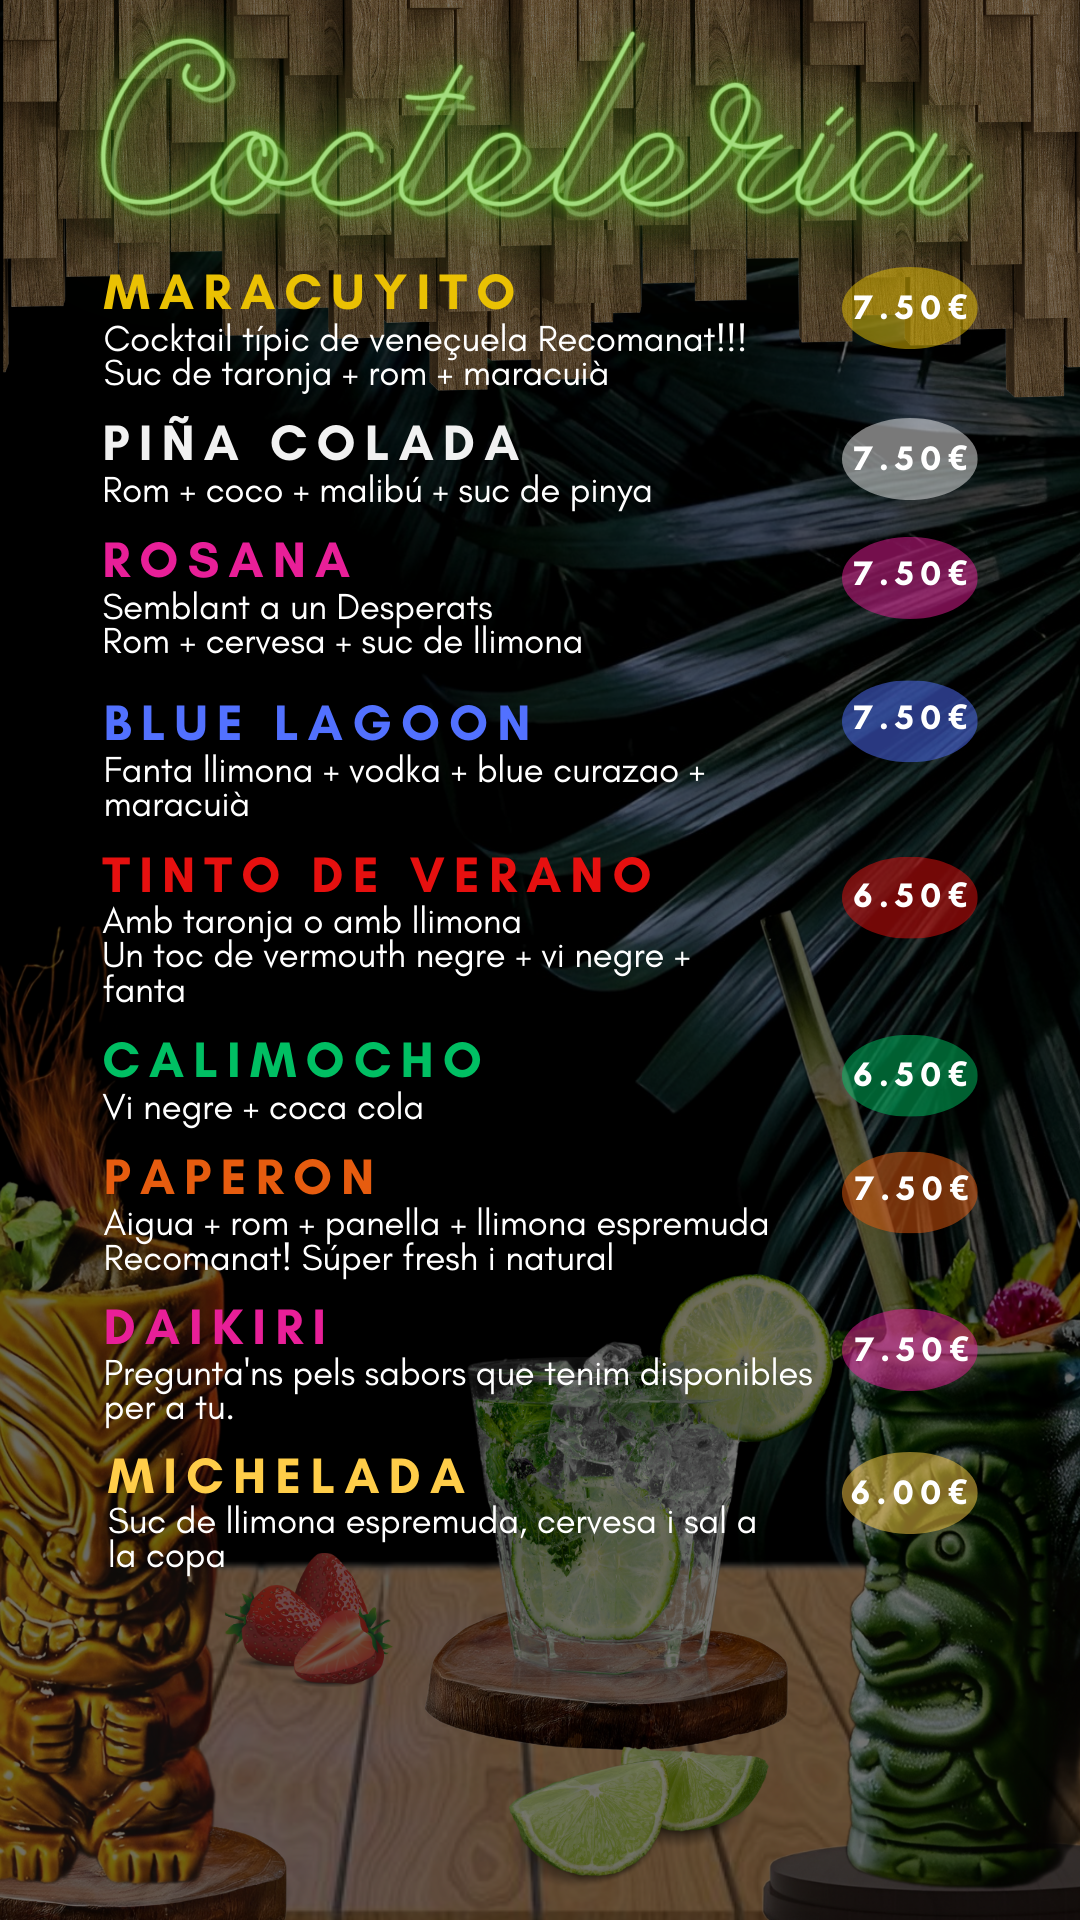 Coctelería
MARACUYITO
7.50€
Cocktail típic de veneçuela Recomanat!!!
Suc de taronja + rom + maracuià
PIÑA COLADA
7.50€
Rom + coco + malibú + suc de pinya
ROSANA
7.50€
Semblant a un Desperats
Rom + cervesa + suc de llimona
BLUE LAGOON
7.50€
Fanta llimona + vodka + blue curazao +
maracuià
TINTO DE VERANO
6.50€
Amb taronja o amb llimona
Un toc de vermouth negre + vi negre +
fanta
CALIMOCHO
6.50€
Vi negre + coca cola
PAPERON
7.50€
Aigua + rom + panella + llimona espremuda
Recomanat! Súper fresh i natural
DAIKIRI
7.50€
Pregunta'ns pels sabors que tenim disponibles
per a tu.
MICHELADA
6.00€
Suc de llimona espremuda, cervesa i sal a
la copa